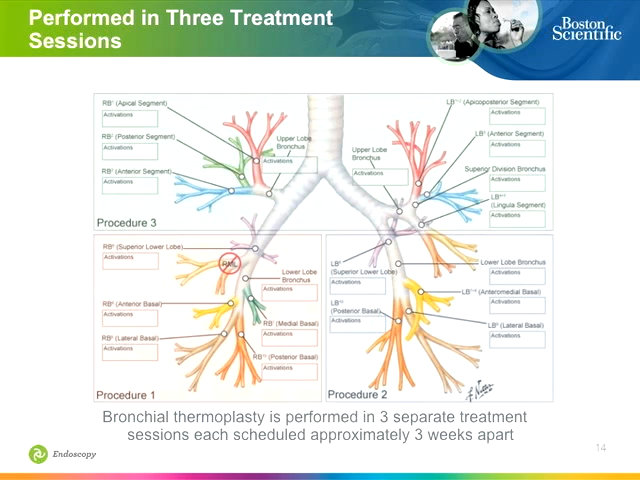 Performed in Three Treatment
Sessions
Boston
Scientific
RB¹ (Apical Segment)
Activations
RB² (Posterior Segment)
Activations
RB³ (Anterior Segment)
Activations
Upper Lobe
Bronchus
Activations
Procedure 3
Upper Lobe
Bronchus
Activations
LB¹⁺² (Apicoposterior Segment)
Activations
LB³ (Anterior Segment)
Activations
Superior Division Bronchus
Activations
(Lingula Segment)
Activations
RB⁶ (Superior Lower Lobe)
Activations
RML
Lower Lobe
Bronchus
Activations
RB⁸ (Anterior Basal)
Activations
RB⁹ (Lateral Basal)
Activations
(Medial Basal)
Activations
RB¹⁰ (Posterior Basal)
Activations
Procedure 1
LB⁶
(Superior Lower Lobe)
Activations
LB¹⁰
(Posterior Basal)
Activations
Lower Lobe Bronchus
Activations
LB⁷⁺⁸ (Anteromedial Basal)
Activations
LB⁹ (Lateral Basal)
Activations
Procedure 2
Bronchial thermoplasty is performed in 3 separate treatment
sessions each scheduled approximately 3 weeks apart
Endoscopy
14